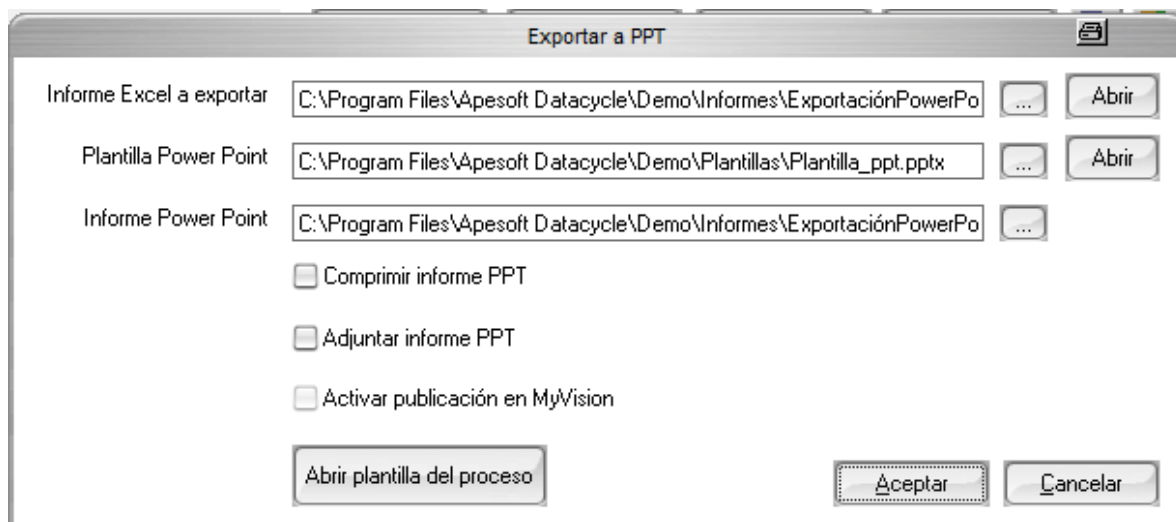 Exportar a PPT
Informe Excel a exportar C:\Program Files\Apesoft Datacycle\Demo\Informes\ExportaciónPowerPo ... Abrir
Plantilla Power Point C:\Program Files\Apesoft Datacycle\Demo\Plantillas\Plantilla_ppt.pptx ... Abrir
Informe Power Point C:\Program Files\Apesoft Datacycle\Demo\Informes\ExportaciónPowerPo ...
Comprimir informe PPT
Adjuntar informe PPT
Activar publicación en MyVision
Abrir plantilla del proceso Aceptar Cancelar